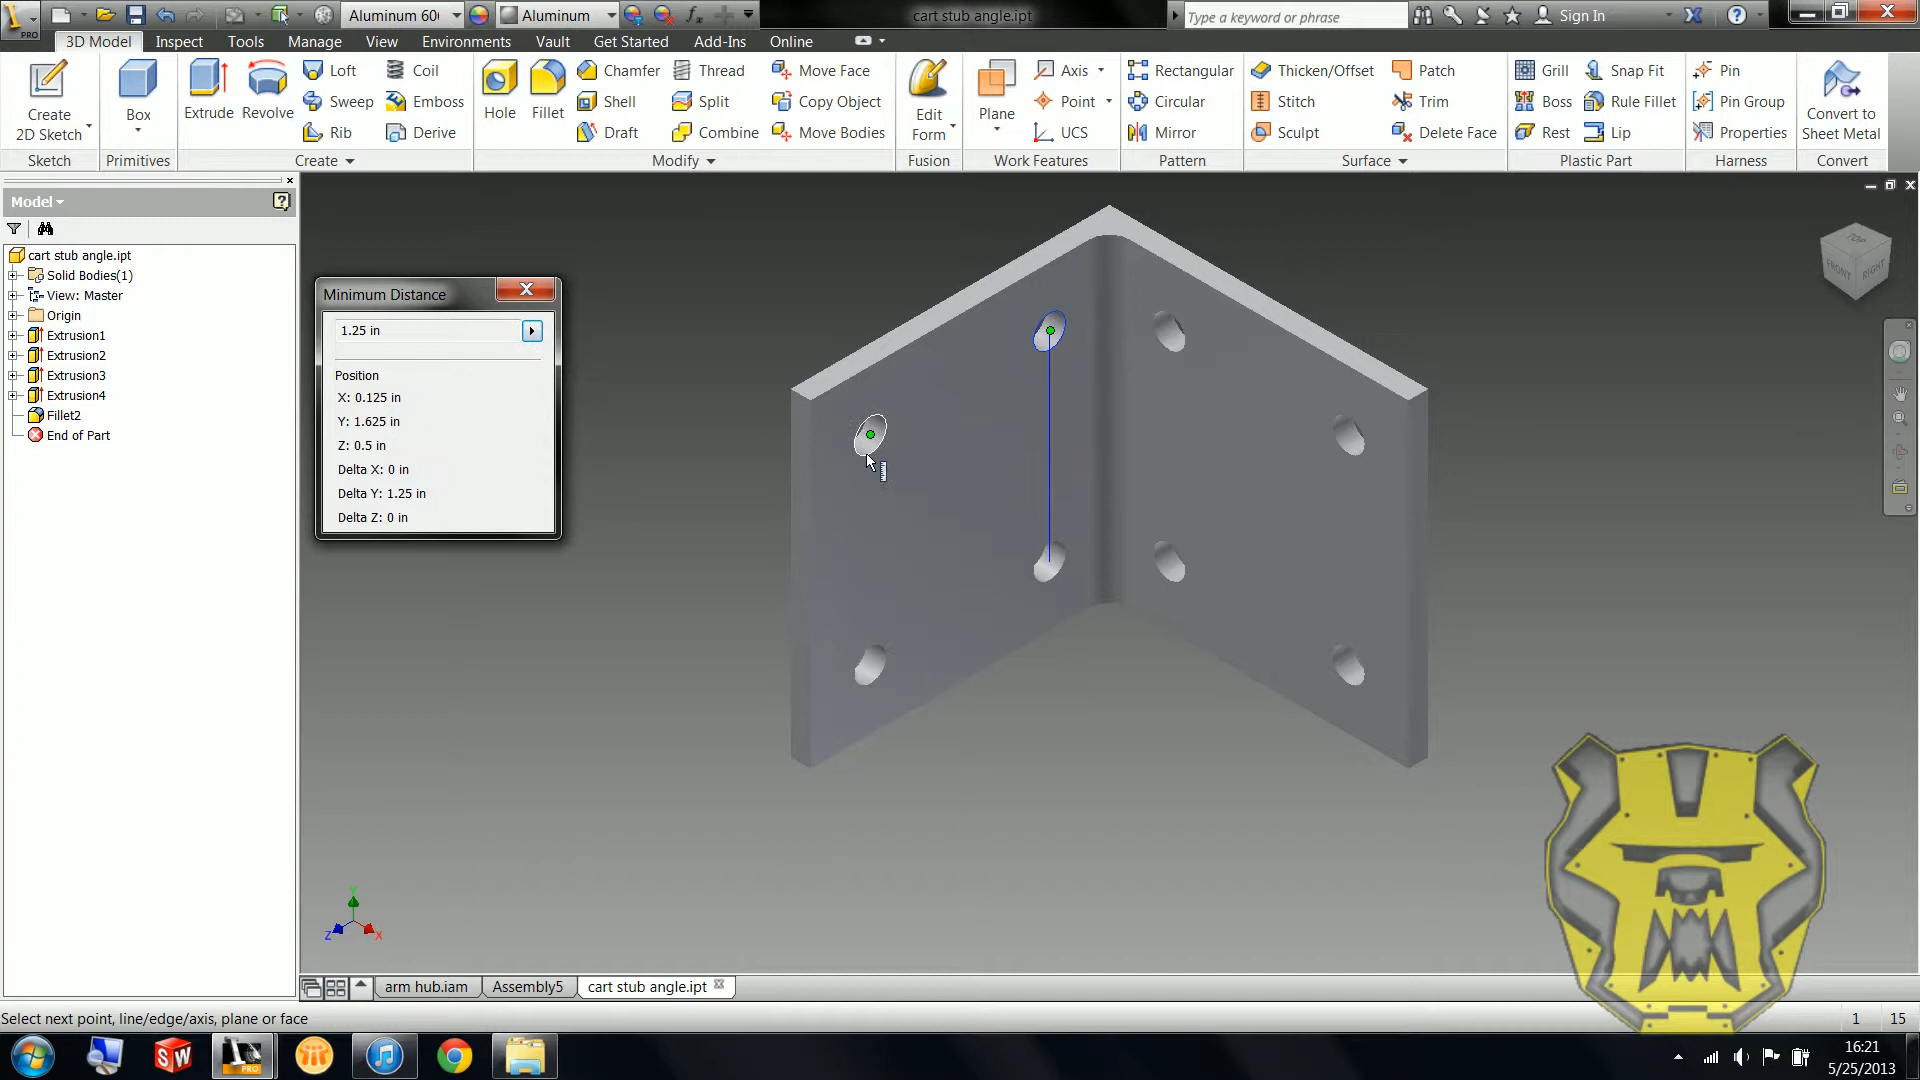 PRO
Aluminum 60
Aluminum
cart stub angle.ipt
Type a keyword or phrase
Sign In
3D Model Inspect Tools Manage View Environments Vault Get Started Add-Ins Online
Create 2D Sketch
Sketch
Box
Primitives
Extrude
Revolve
Loft
Sweep
Rib
Coil
Emboss
Derive
Create
Hole
Fillet
Chamfer
Shell
Draft
Thread
Split
Combine
Move Face
Copy Object
Move Bodies
Modify
Edit Form
Fusion
Plane
Axis
Point
UCS
Work Features
Rectangular
Circular
Mirror
Pattern
Thicken/Offset
Stitch
Sculpt
Patch
Trim
Delete Face
Surface
Grill
Boss
Rest
Snap Fit
Rule Fillet
Lip
Plastic Part
Pin
Pin Group
Properties
Harness
Convert to Sheet Metal
Convert
Model
cart stub angle.ipt
Solid Bodies(1)
View: Master
Origin
Extrusion1
Extrusion2
Extrusion3
Extrusion4
Fillet2
End of Part
Minimum Distance
1.25 in
Position
X: 0.125 in
Y: 1.625 in
Z: 0.5 in
Delta X: 0 in
Delta Y: 1.25 in
Delta Z: 0 in
TOP
FRONT
RIGHT
Y
Z
X
arm hub.iam
Assembly5
cart stub angle.ipt
Select next point, line/edge/axis, plane or face
1
15
SW
PRO
16:21
5/25/2013